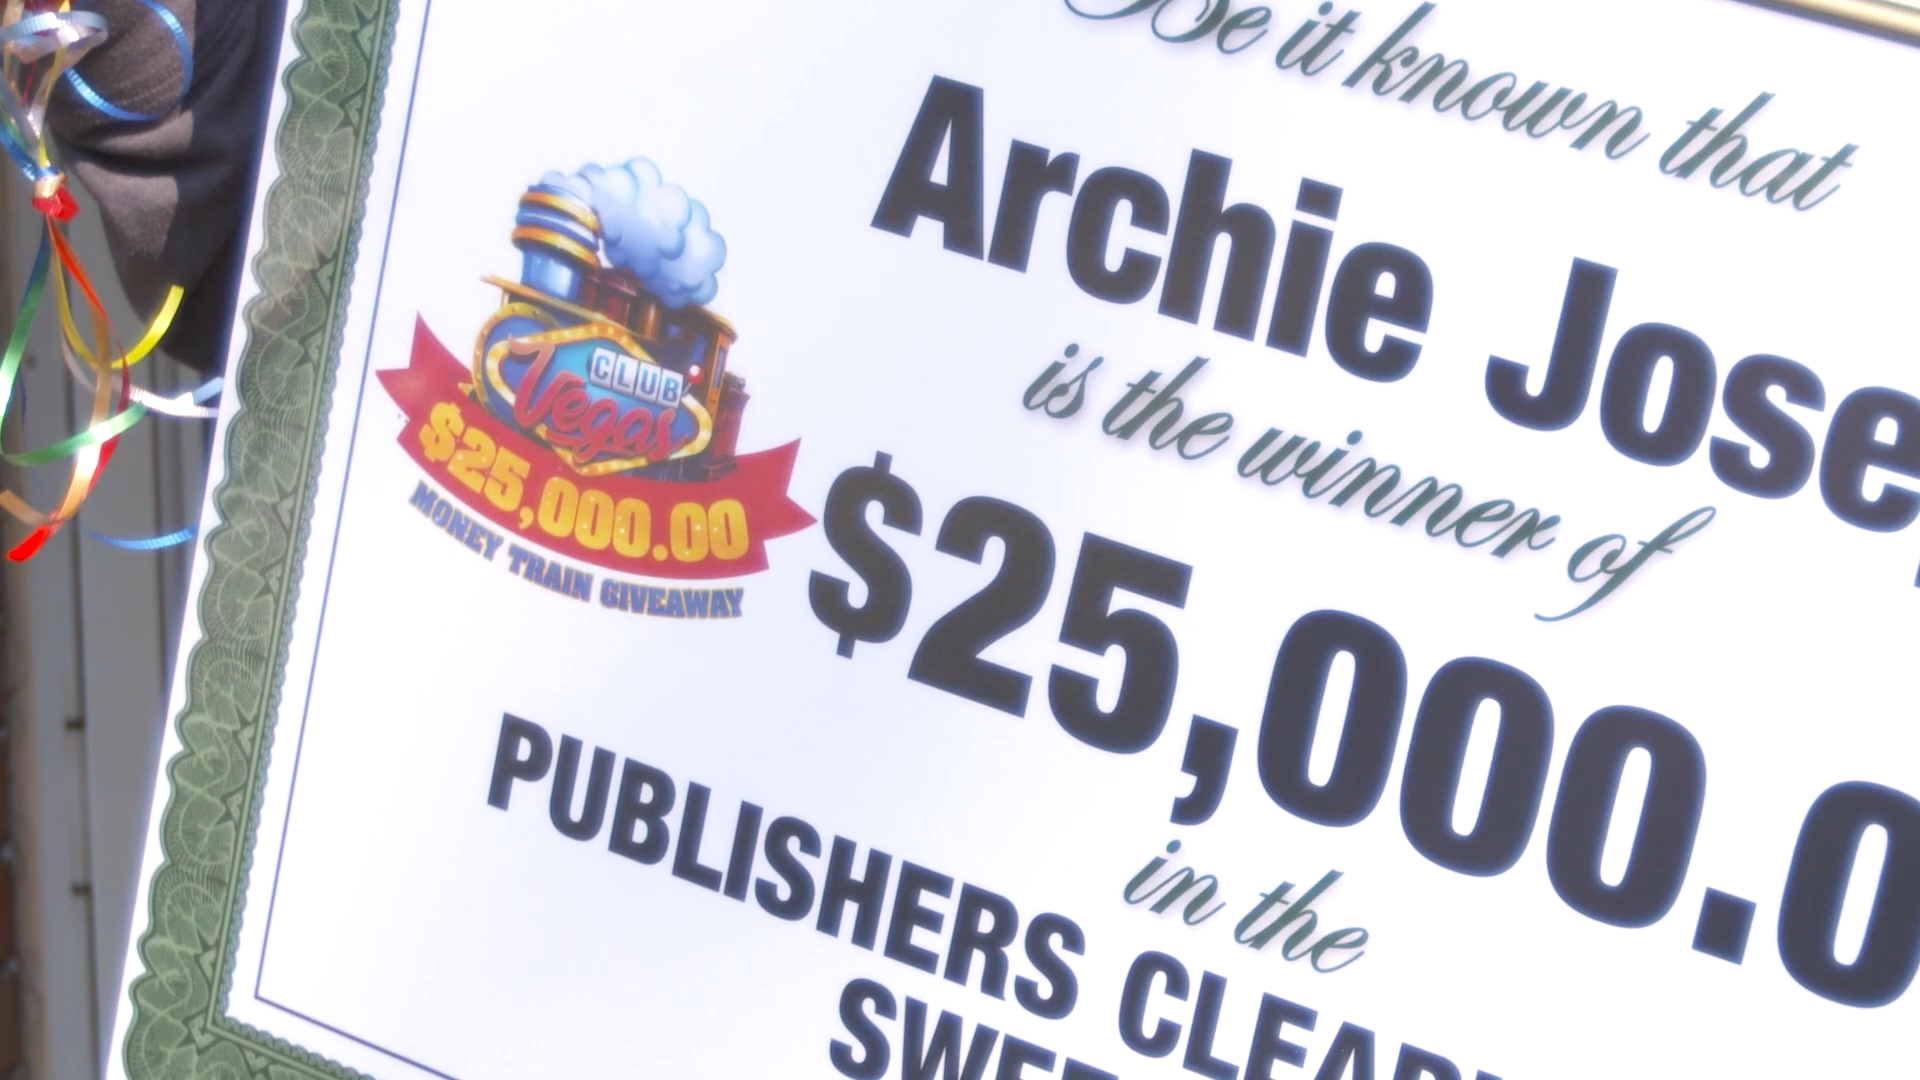 Be it known that
Archie Jose
is the winner of
$25,000.0
in the
PUBLISHERS CLEAR
SWEE
CLUB
Vegas
$25,000.00
MONEY TRAIN GIVEAWAY